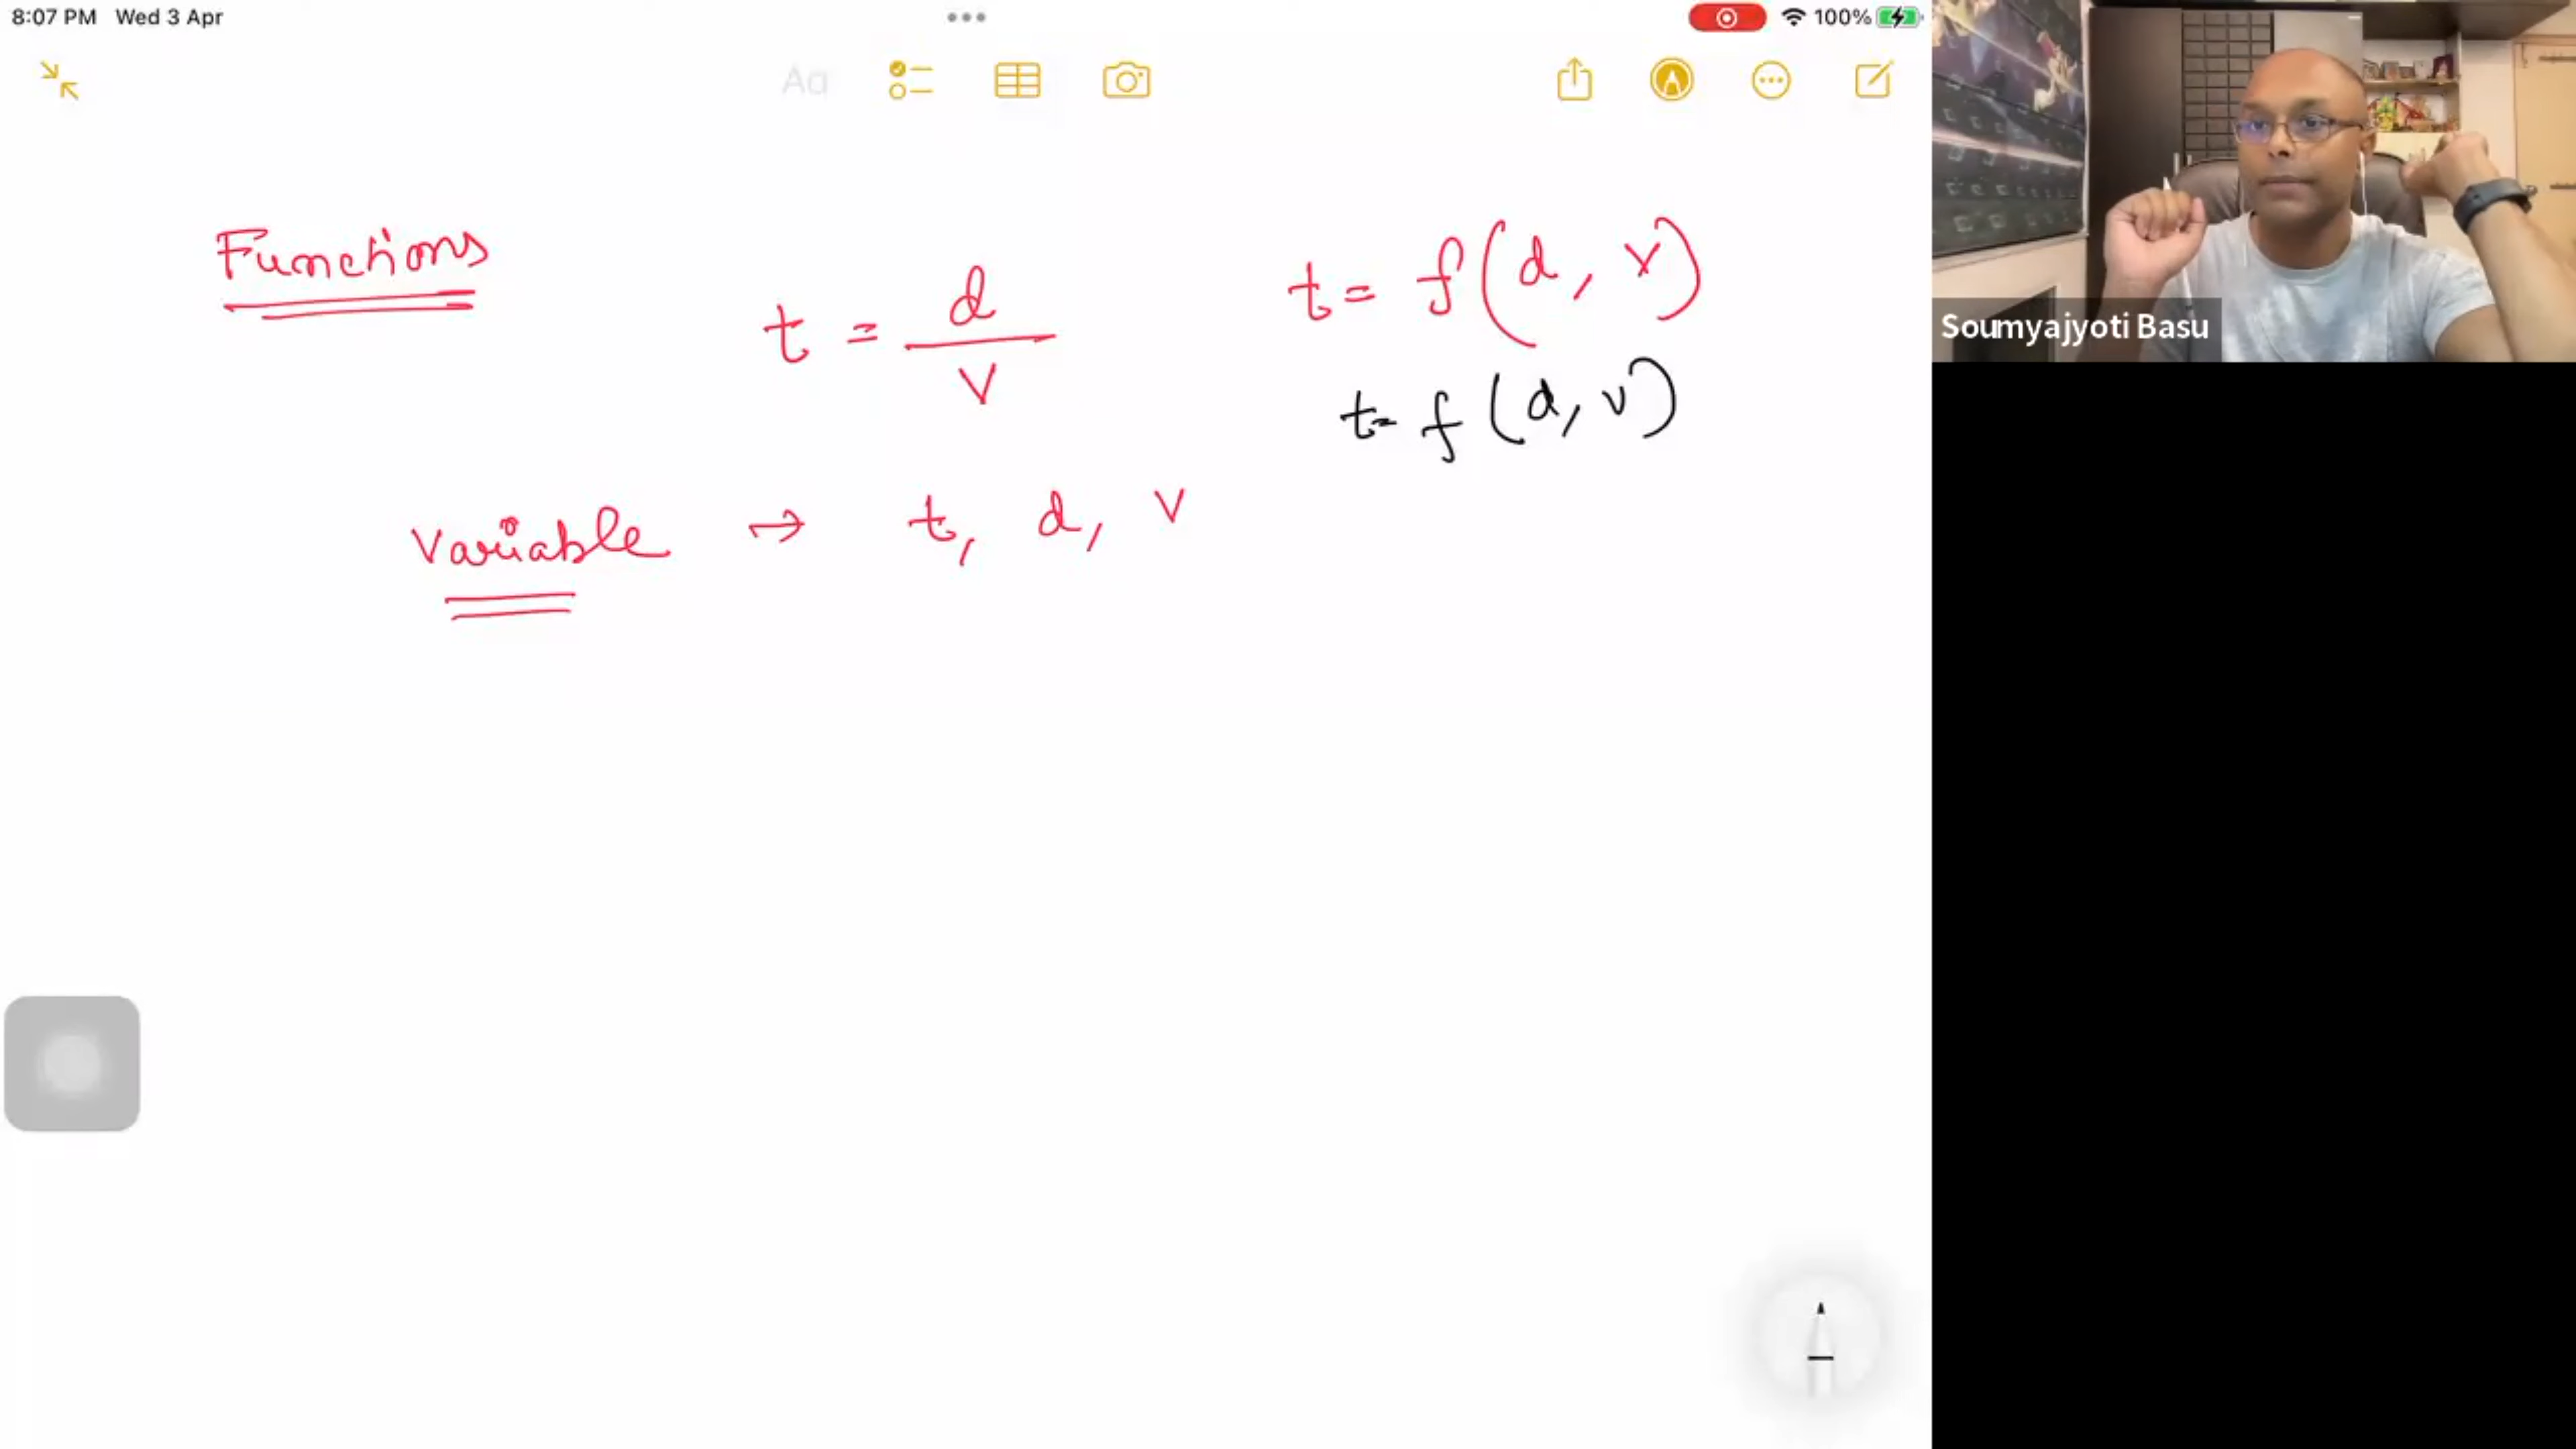 8:07 PM Wed 3 Apr
100%
Aa
Functions
t = d / v
t = f(d, v)
t = f(d, v)
Variable → t, d, v
Soumyajyoti Basu